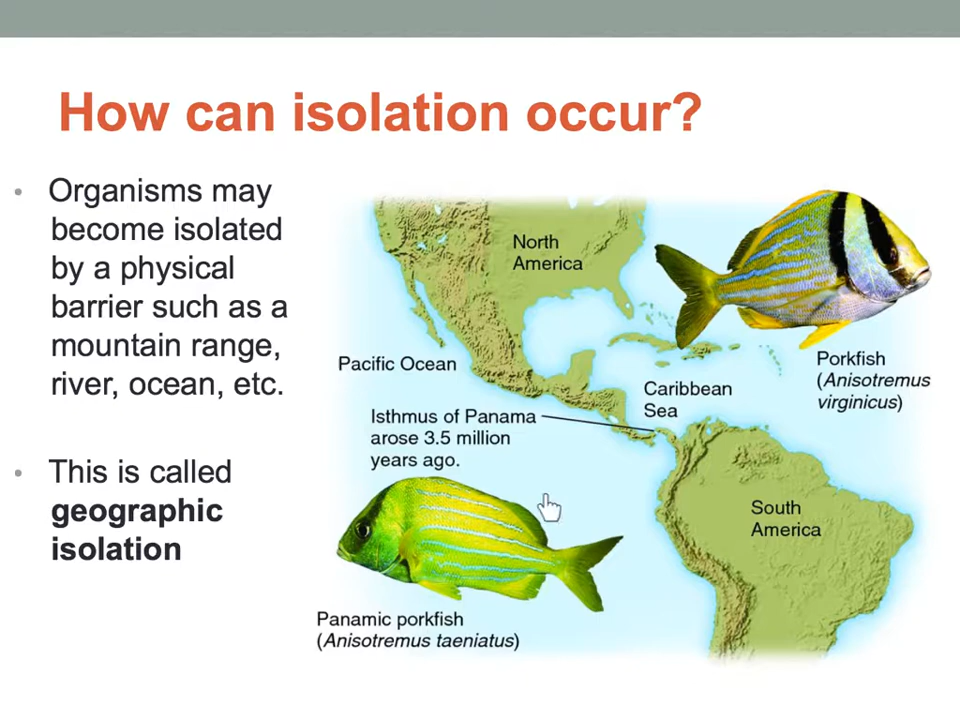 How can isolation occur?
• Organisms may
become isolated
by a physical
barrier such as a
mountain range,
river, ocean, etc.
• This is called
geographic
isolation
North
America
Pacific Ocean
Porkfish
(Anisotremus
virginicus)
Caribbean
Sea
Isthmus of Panama
arose 3.5 million
years ago.
South
America
Panamic porkfish
(Anisotremus taeniatus)